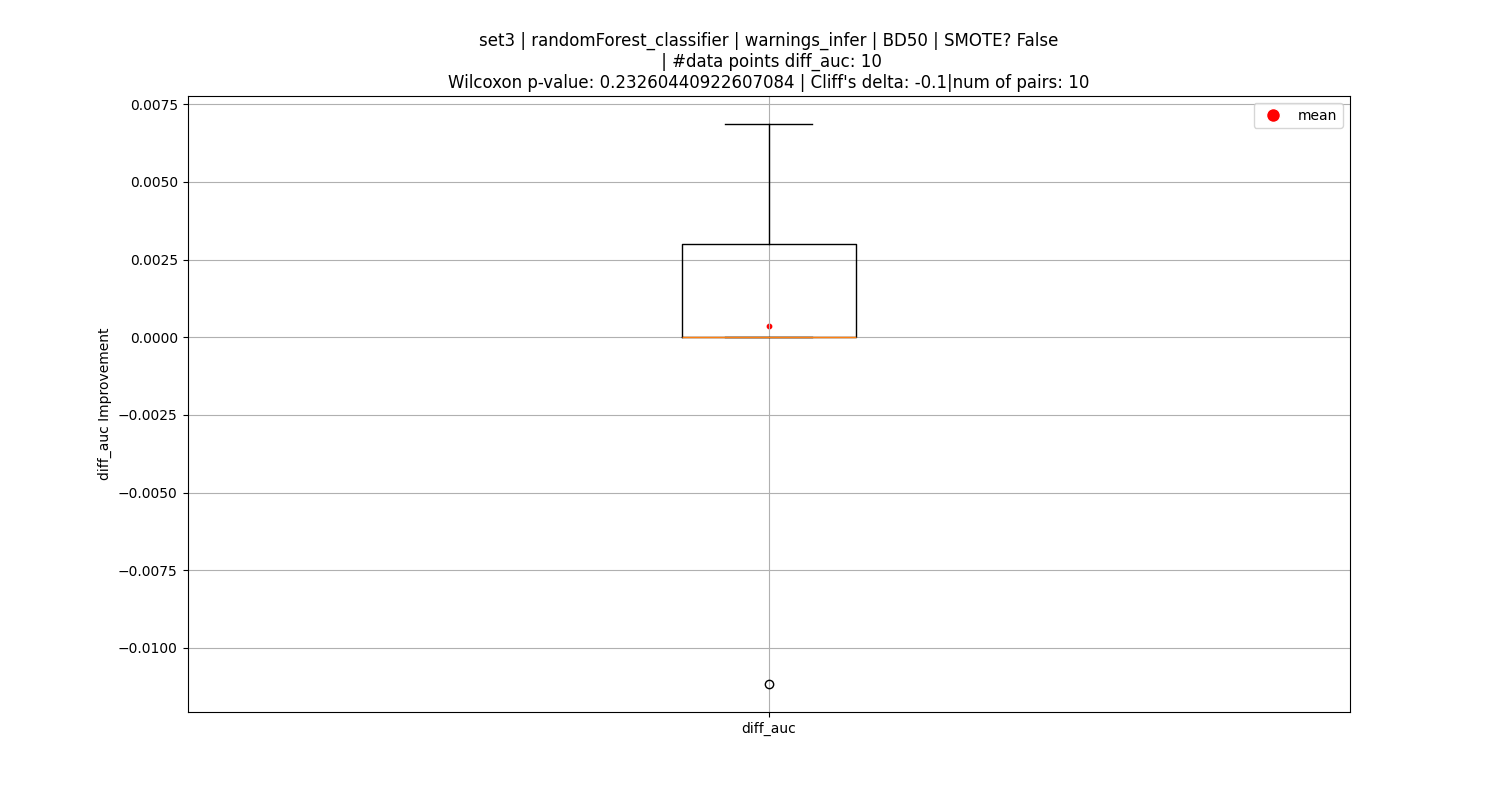 set3 | randomForest_classifier | warnings_infer | BD50 | SMOTE? False
| #data points diff_auc: 10
Wilcoxon p-value: 0.23260440922607084 | Cliff's delta: -0.1|num of pairs: 10
mean
0.0075
0.0050
0.0025
0.0000
−0.0025
−0.0050
−0.0075
−0.0100
diff_auc Improvement
diff_auc